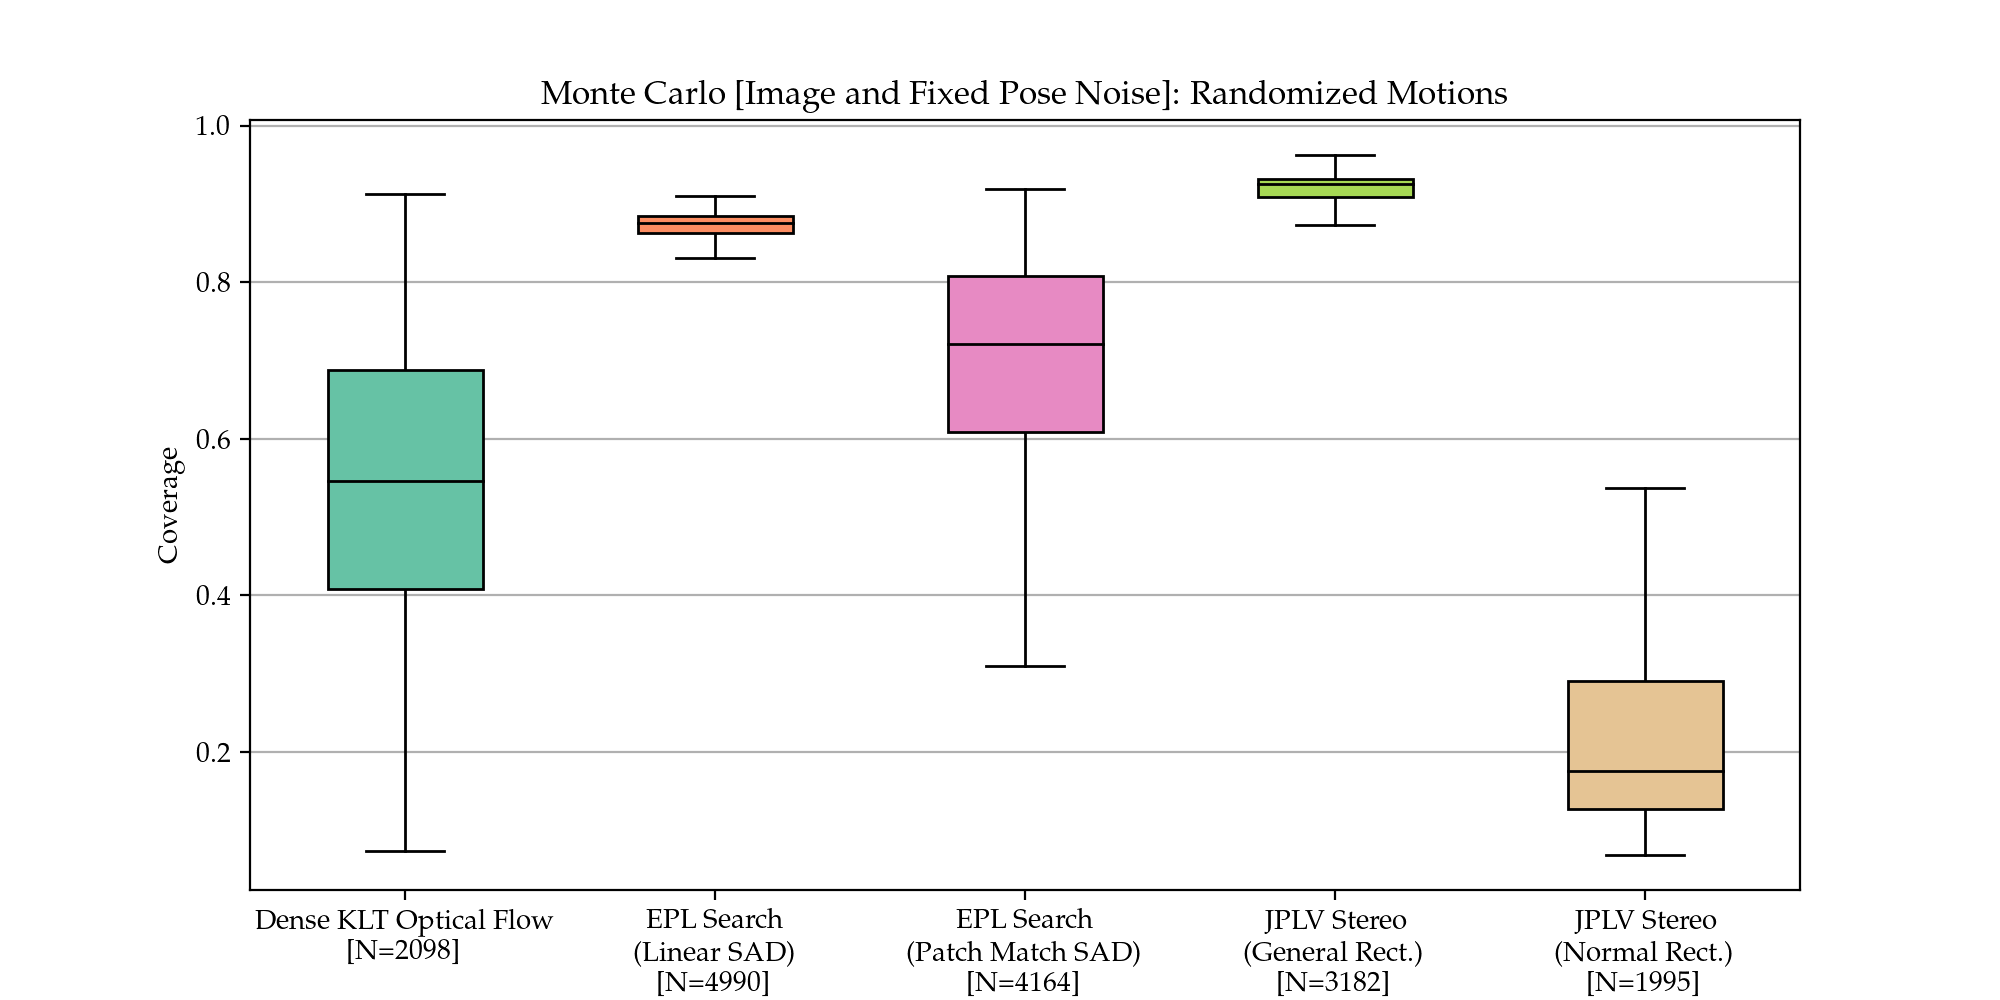 Monte Carlo [Image and Fixed Pose Noise]: Randomized Motions
Coverage
1.0
0.8
0.6
0.4
0.2
Dense KLT Optical Flow
[N=2098]
EPL Search
(Linear SAD)
[N=4990]
EPL Search
(Patch Match SAD)
[N=4164]
JPLV Stereo
(General Rect.)
[N=3182]
JPLV Stereo
(Normal Rect.)
[N=1995]